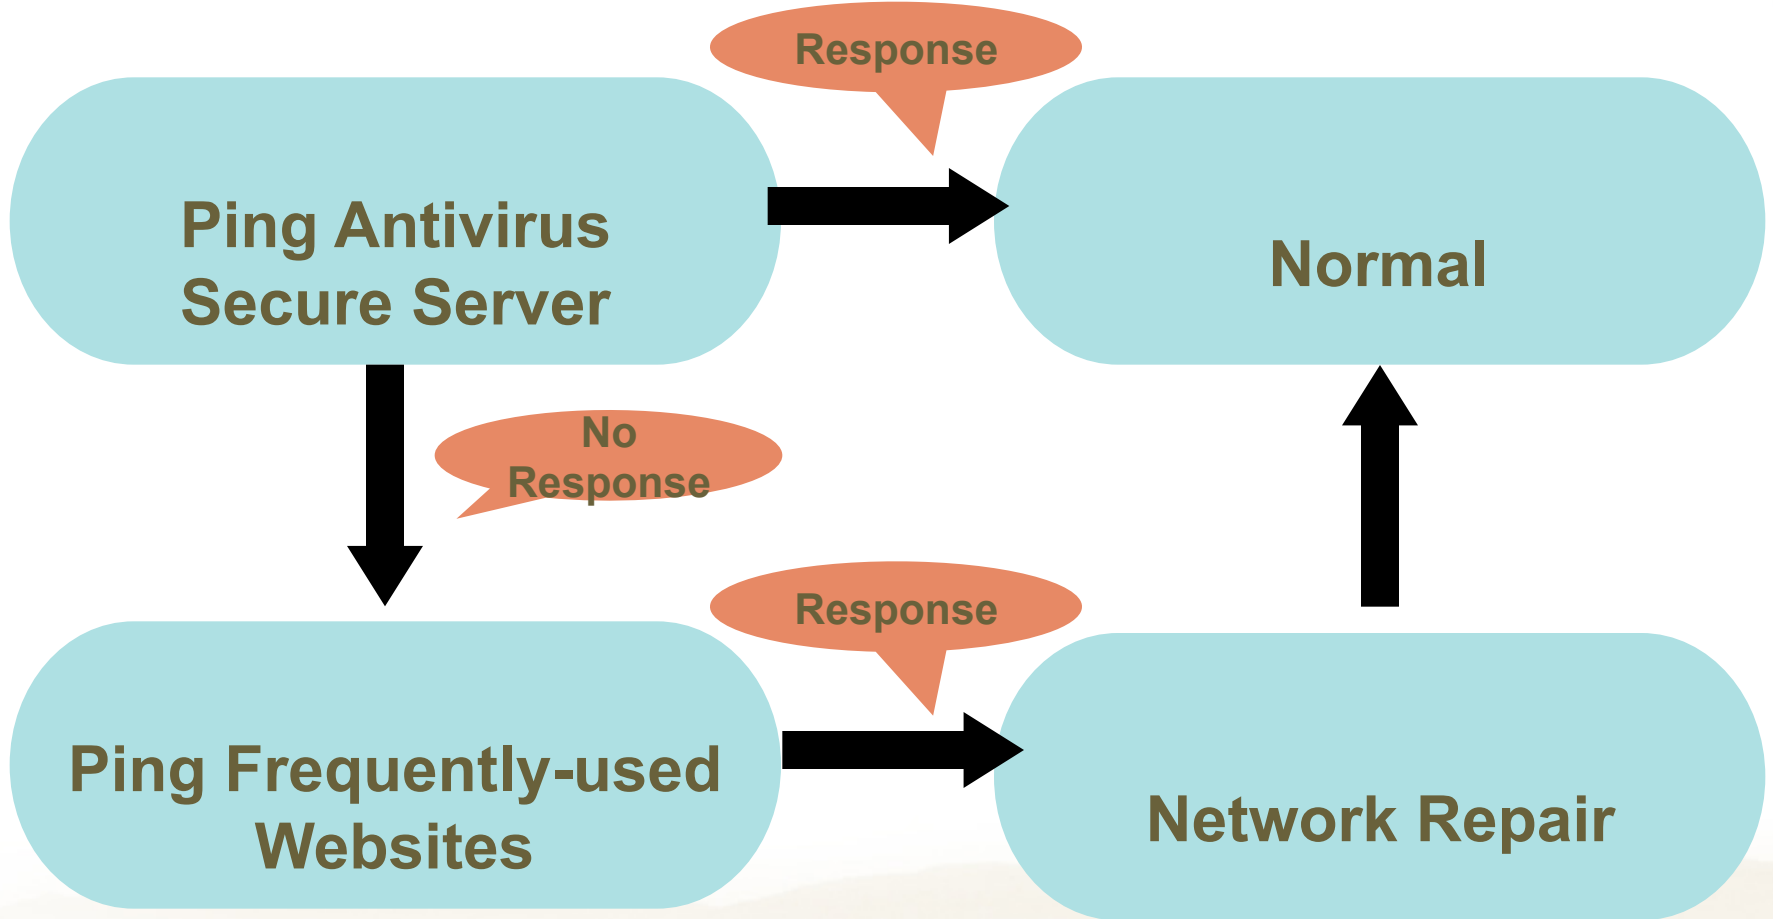 Response
Ping Antivirus
Secure Server
Normal
No
Response
Response
Ping Frequently-used
Websites
Network Repair